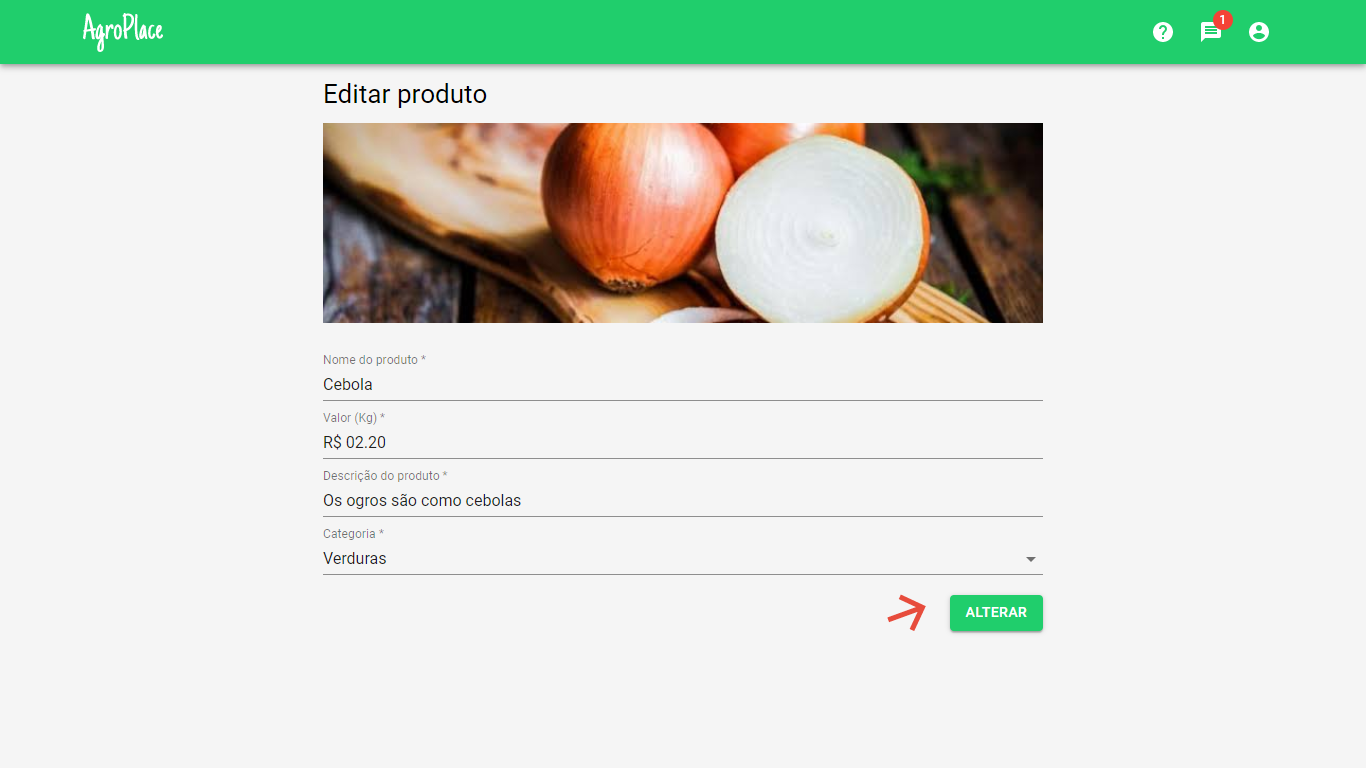 AgroPlace
1
Editar produto
Nome do produto *
Cebola
Valor (Kg) *
R$ 02.20
Descrição do produto *
Os ogros são como cebolas
Categoria *
Verduras
ALTERAR